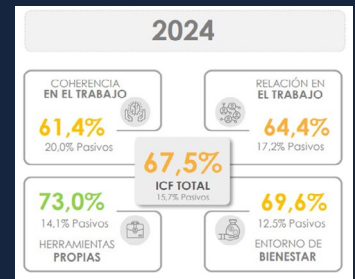 2024
COHERENCIA
EN EL TRABAJO
61,4%
20,0% Pasivos
RELACIÓN EN
EL TRABAJO
64,4%
17,2% Pasivos
67,5%
ICF TOTAL
15,7% Pasivos
73,0%
14,1% Pasivos
HERRAMIENTAS
PROPIAS
69,6%
12,5% Pasivos
ENTORNO DE
BIENESTAR